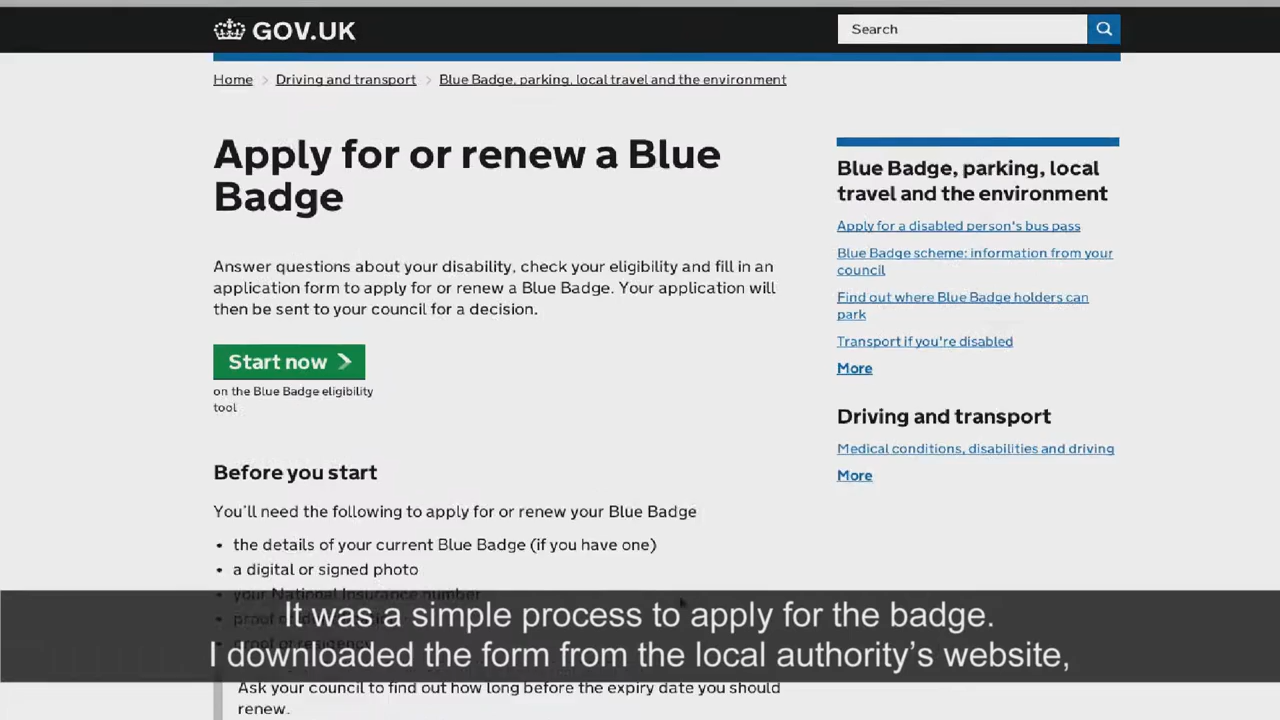 GOV.UK
Search
Home > Driving and transport > Blue Badge, parking, local travel and the environment
Apply for or renew a Blue
Badge
Answer questions about your disability, check your eligibility and fill in an
application form to apply for or renew a Blue Badge. Your application will
then be sent to your council for a decision.
Start now
on the Blue Badge eligibility
tool
Before you start
You'll need the following to apply for or renew your Blue Badge
• the details of your current Blue Badge (if you have one)
• a digital or signed photo
• your National Insurance number
• proof of
• proof of residency
Ask your council to find out how long before the expiry date you should
renew.
Blue Badge, parking, local
travel and the environment
Apply for a disabled person's bus pass
Blue Badge scheme: information from your
council
Find out where Blue Badge holders can
park
Transport if you're disabled
More
Driving and transport
Medical conditions, disabilities and driving
More
It was a simple process to apply for the badge.
I downloaded the form from the local authority's website,